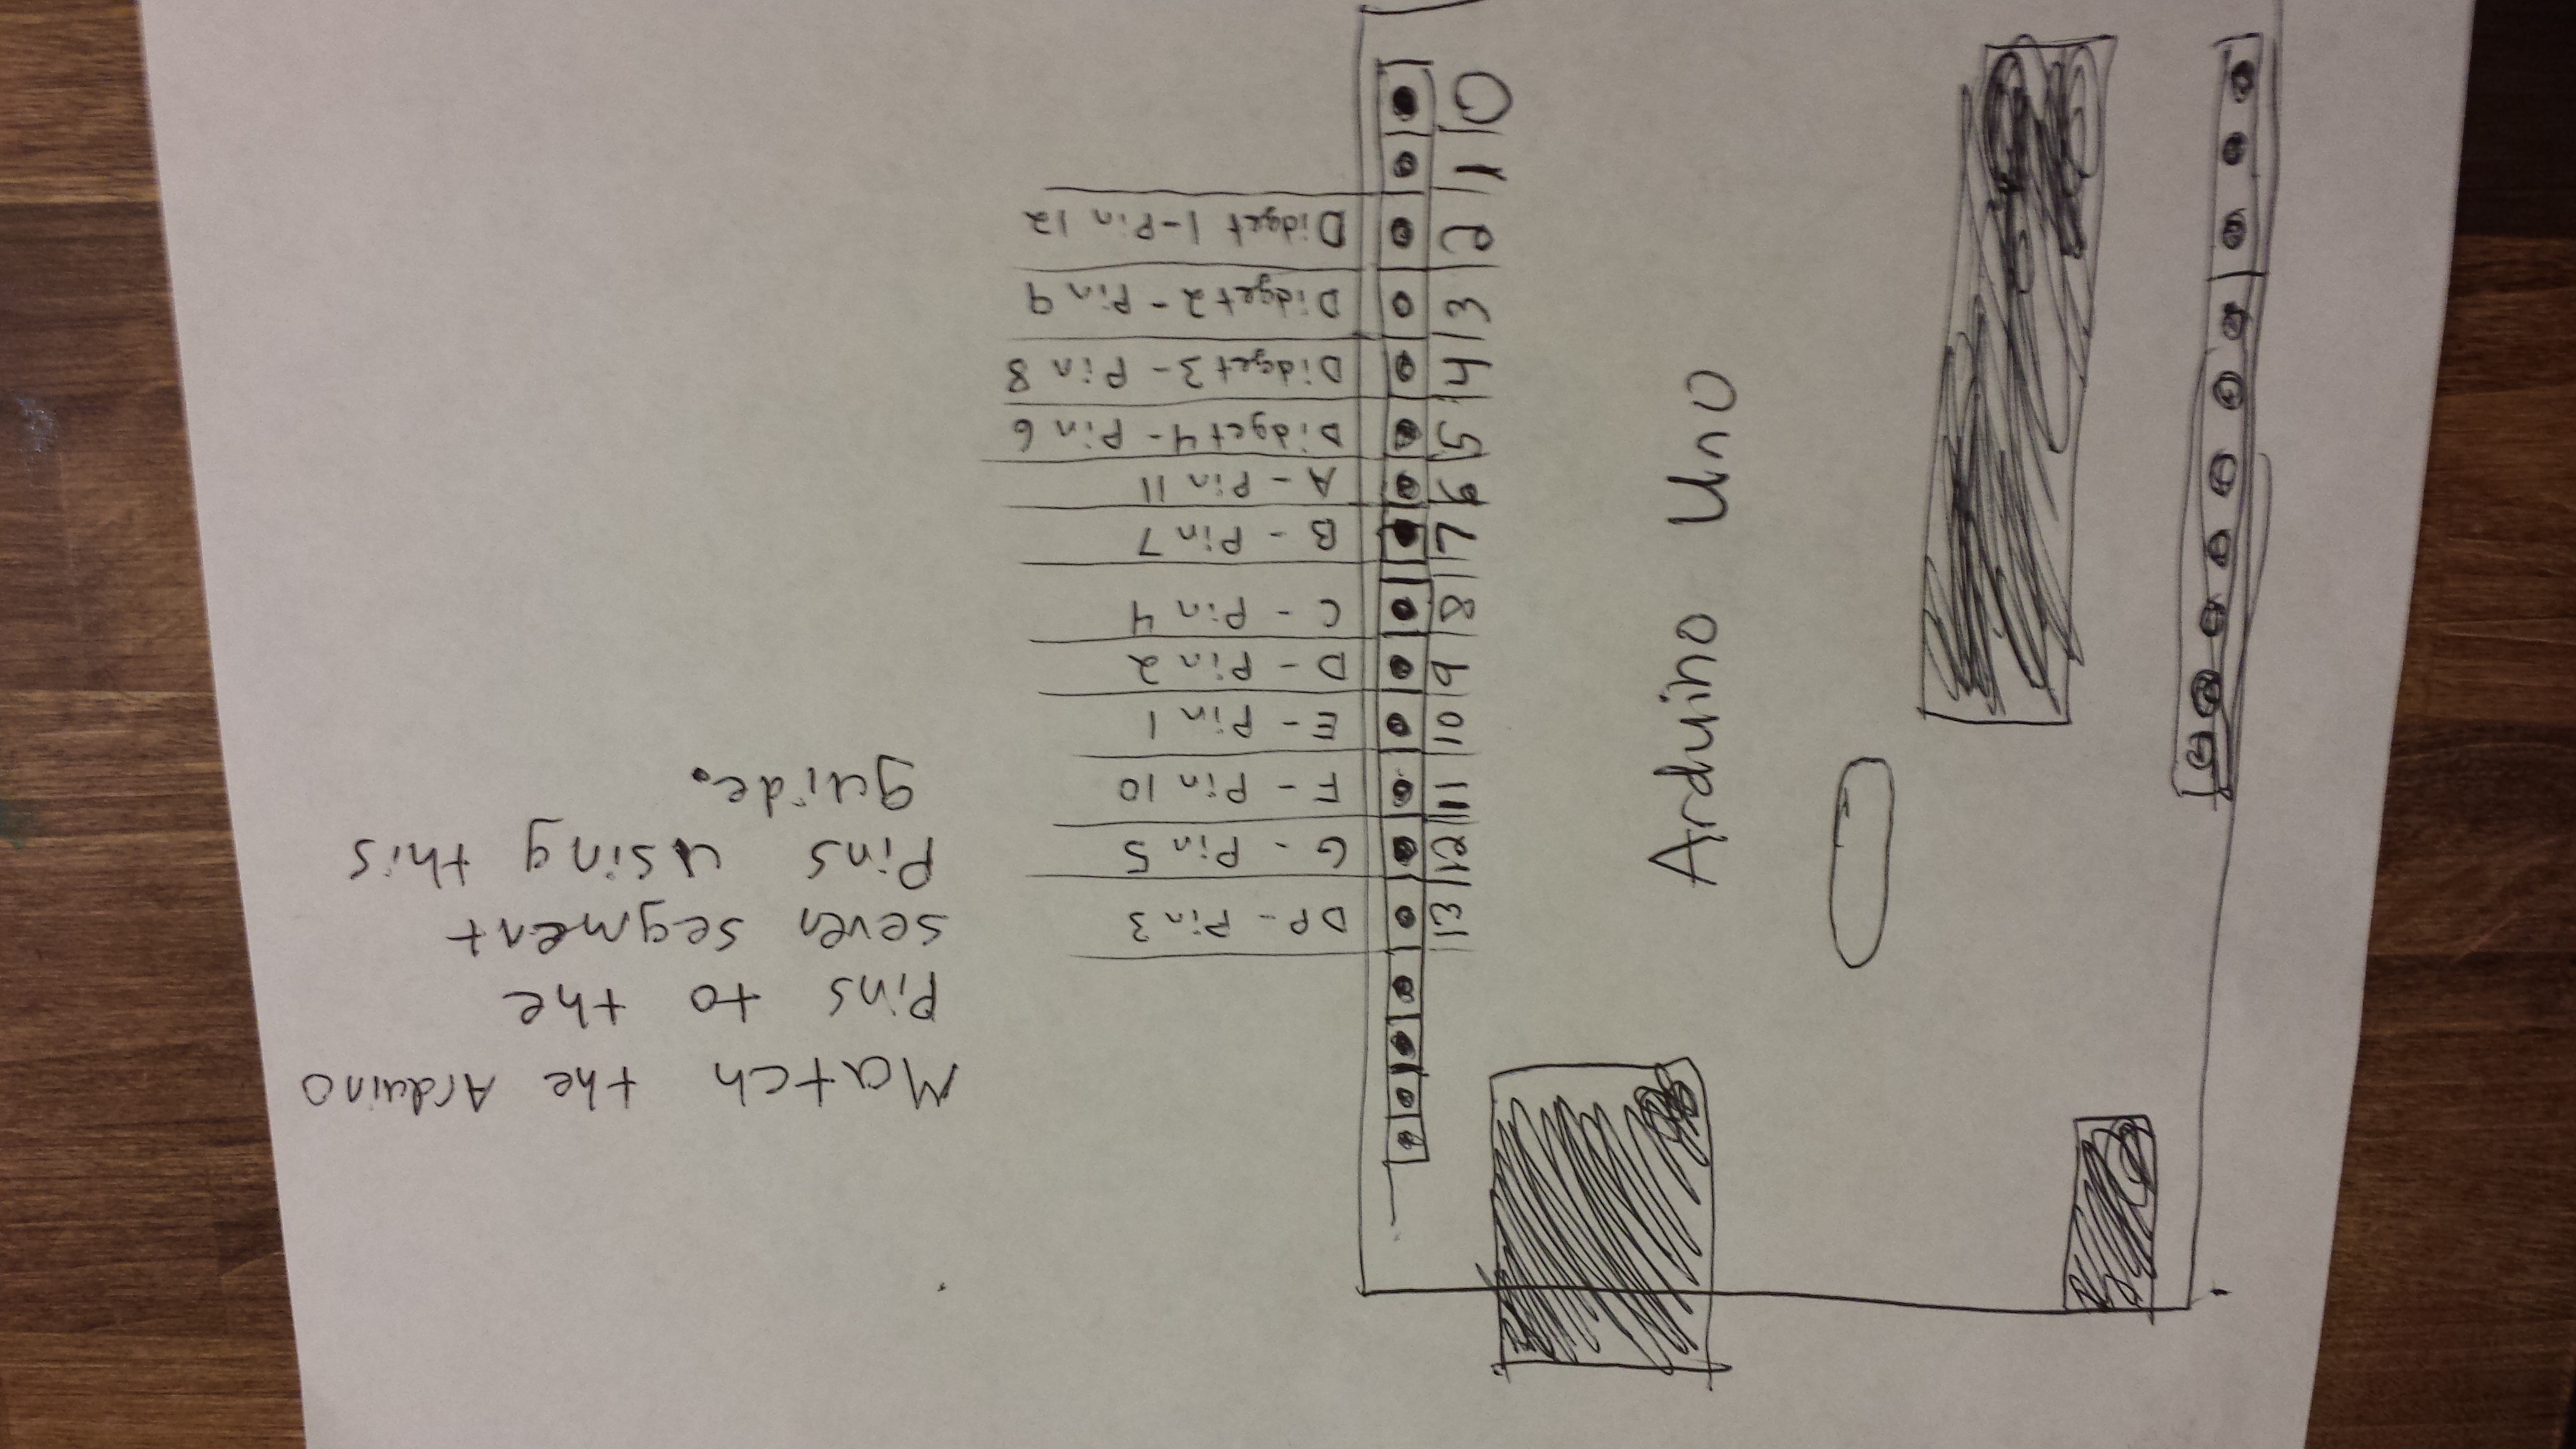 Match the Arduino
Pins to the
seven segment
Pins using this
guide.
DP - Pin 3
G - Pin 5
F - Pin 10
E - Pin 1
D - Pin 2
C - Pin 4
B - Pin 7
A - Pin 11
Didget 4 - Pin 6
Didget 3 - Pin 8
Didget 2 - Pin 9
Didget 1 - Pin 12
13
12
11
10
9
8
7
6
5
4
3
2
1
0
Arduino Uno